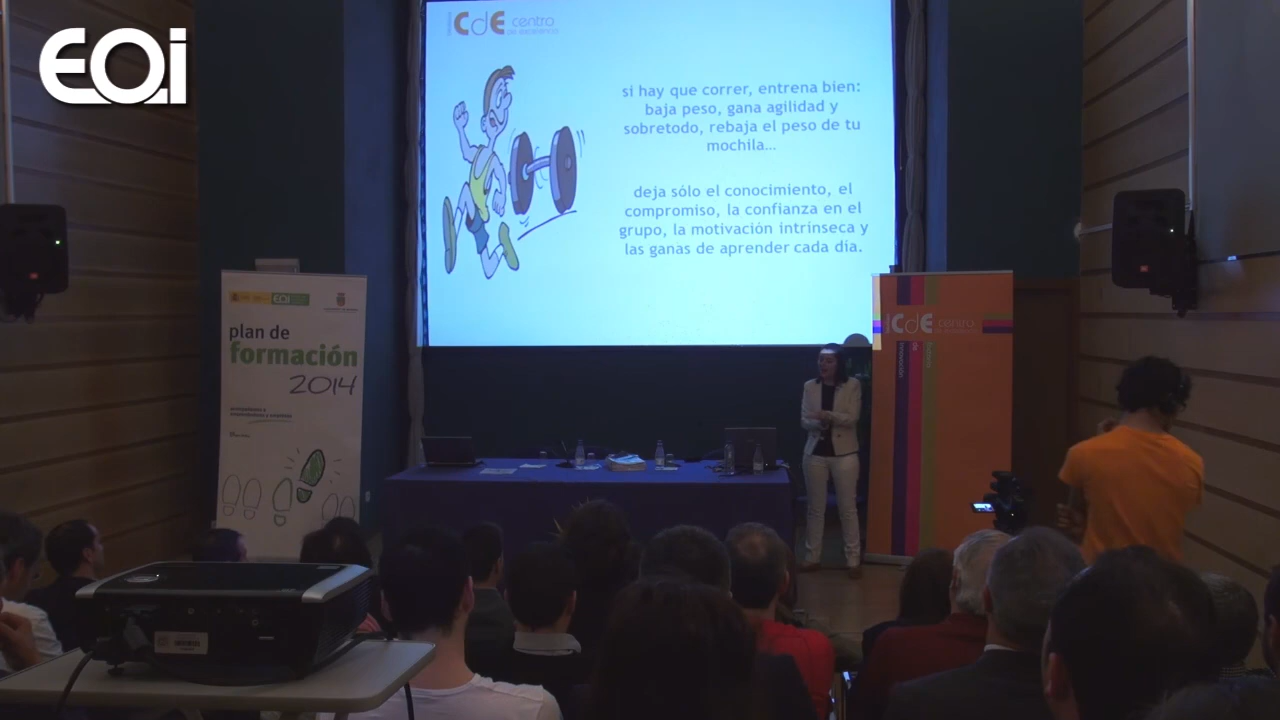 EOi
CdE centro
si hay que correr, entrena bien:
baja peso, gana agilidad y
sobretodo, rebaja el peso de tu
mochila...
deja sólo el conocimiento, el
compromiso, la confianza en el
grupo, la motivación intrínseca y
las ganas de aprender cada día.
EOi
plan de
formación
2014
CdE centro